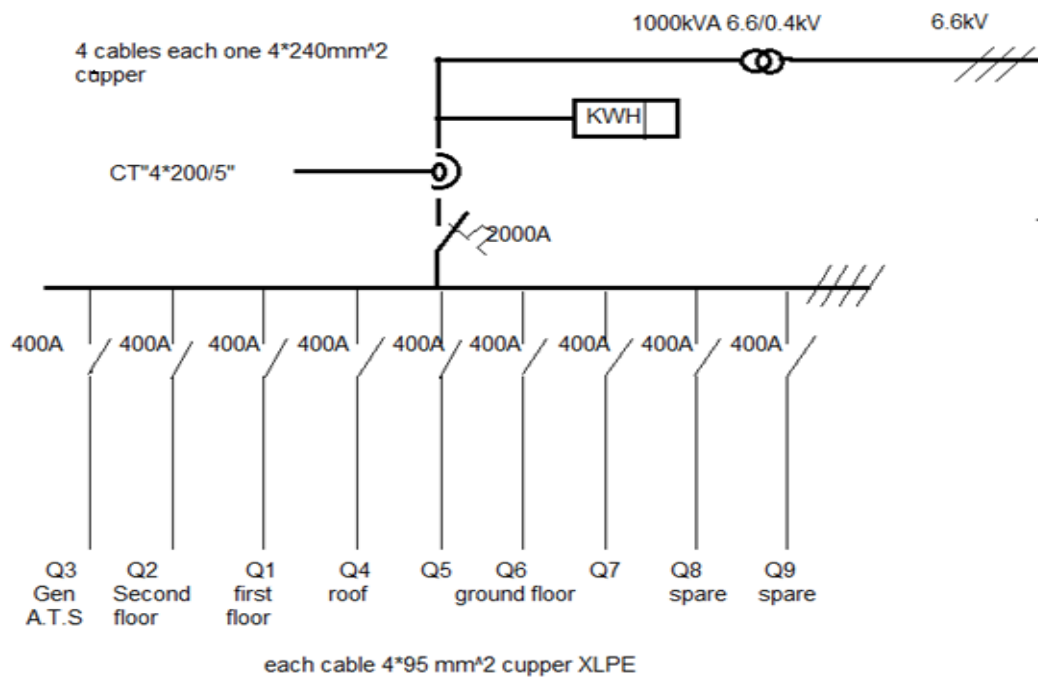 1000kVA 6.6/0.4kV
6.6kV
4 cables each one 4*240mm^2
cupper
KWH
CT"4*200/5"
2000A
400A
400A
400A
400A
400A
400A
400A
400A
400A
Q3
Gen
A.T.S
Q2
Second
floor
Q1
first
floor
Q4
roof
Q5
Q6
ground floor
Q7
Q8
spare
Q9
spare
each cable 4*95 mm^2 cupper XLPE